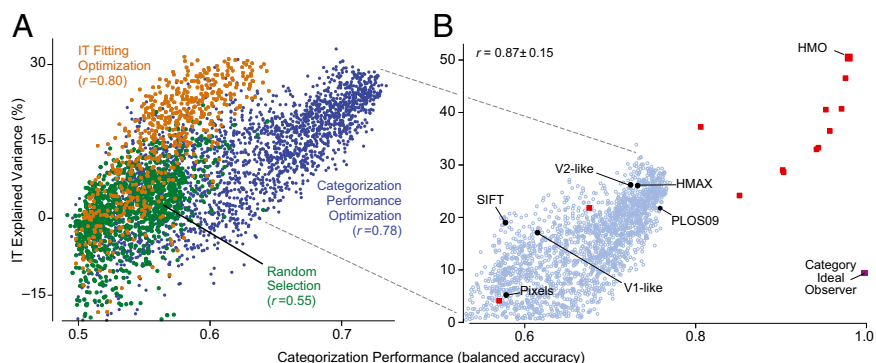 A
IT Fitting
Optimization
(r=0.80)
Categorization
Performance
Optimization
(r=0.78)
Random
Selection
(r=0.55)
IT Explained Variance (%)
30
15
0
−15
0.5
0.6
0.7
B
r = 0.87± 0.15
HMO
V2-like
HMAX
SIFT
PLOS09
Pixels
V1-like
Category
Ideal
Observer
50
40
30
20
10
0
0.6
0.8
1.0
Categorization Performance (balanced accuracy)